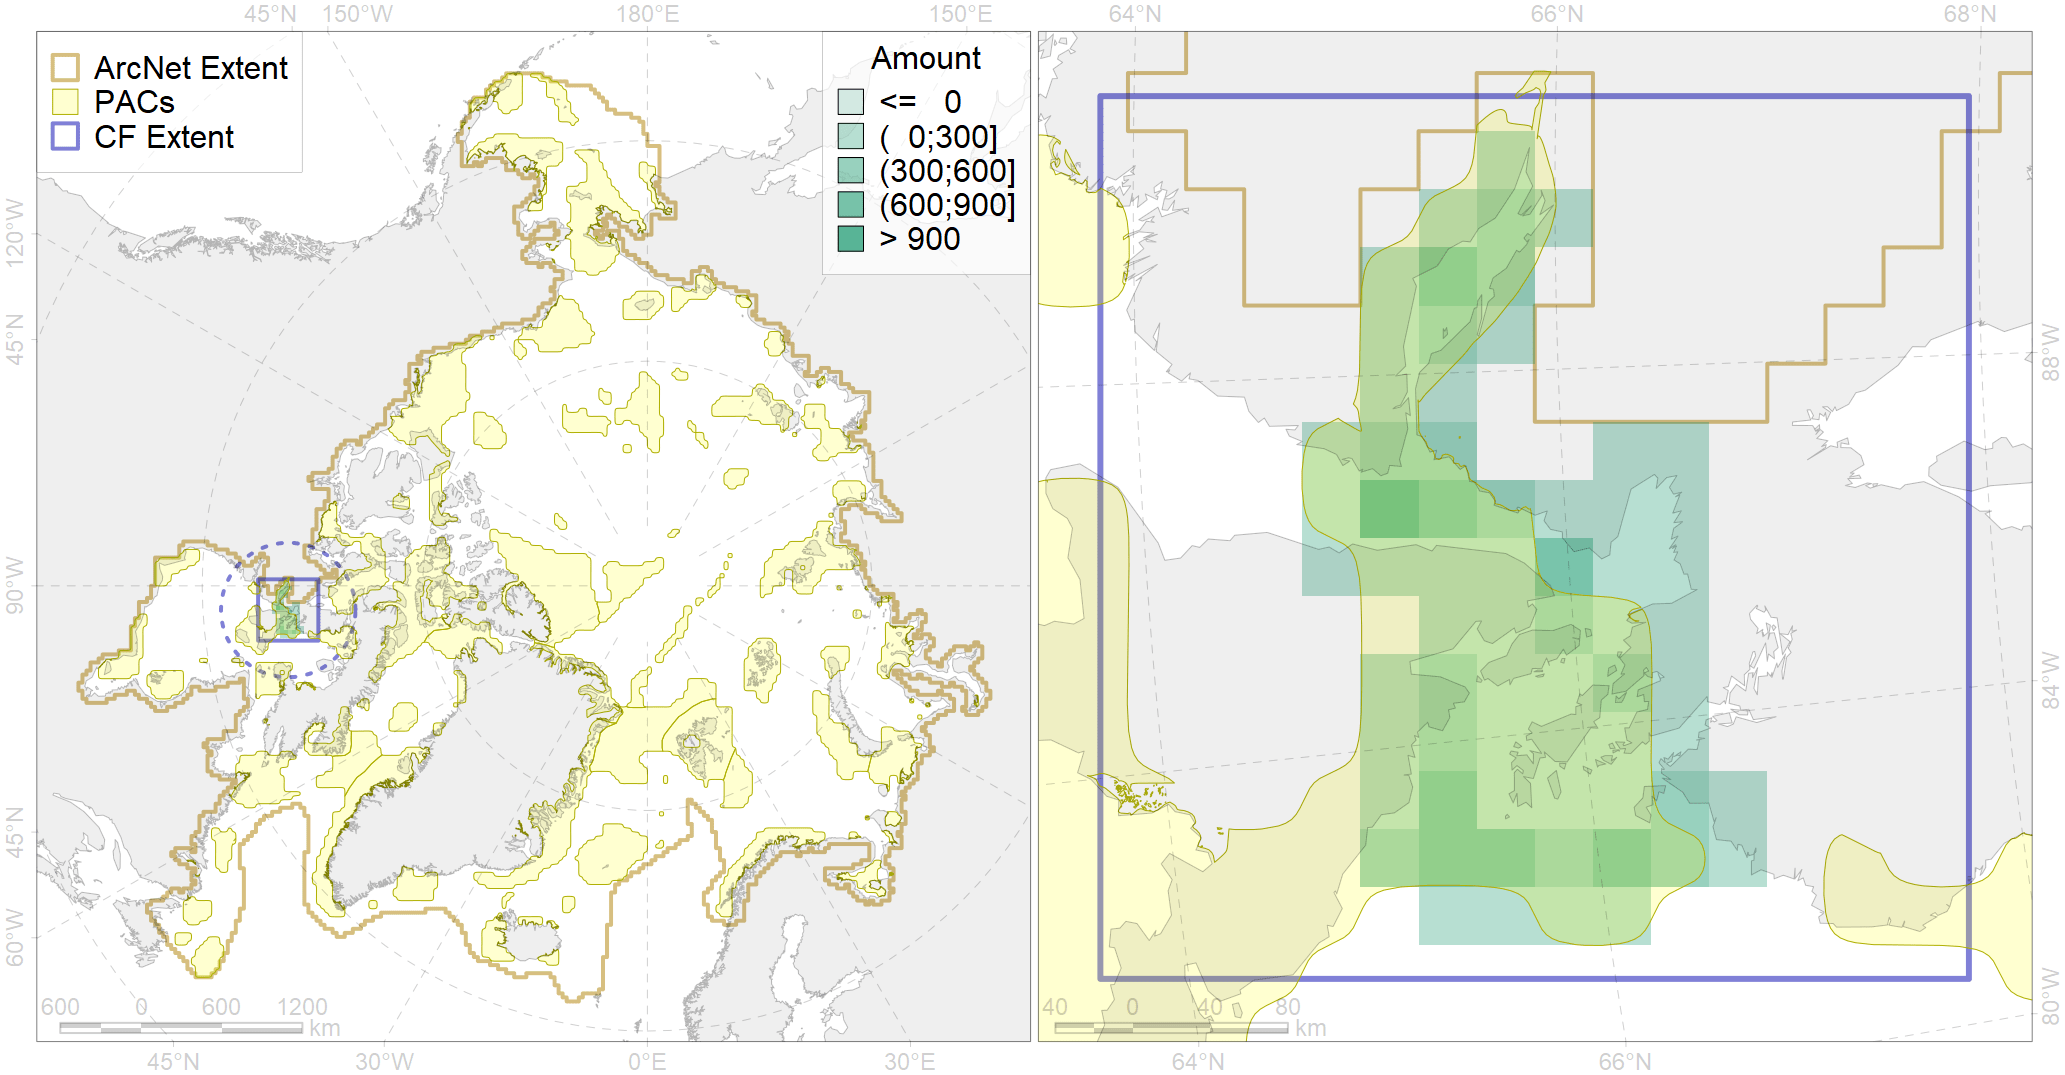 45°N 150°W 180°E 150°E 64°N 66°N 68°N
ArcNet Extent
PACs
CF Extent
Amount
<= 0
( 0;300]
(300;600]
(600;900]
> 900
120°W
45°N
90°W
45°N
60°W
88°W
84°W
80°W
600 0 600 1200
km
40 0 40 80
km
45°N 30°W 0°E 30°E 64°N 66°N